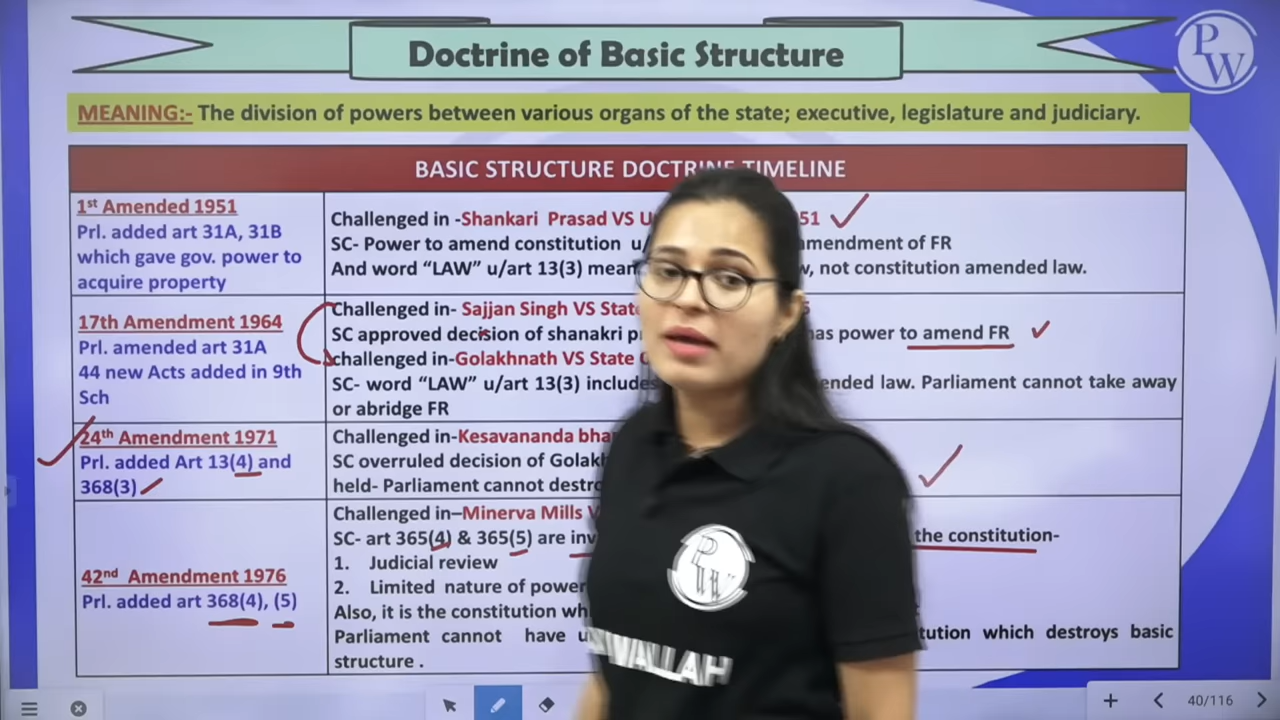 Doctrine of Basic Structure
PW
MEANING:- The division of powers between various organs of the state; executive, legislature and judiciary.
BASIC STRUCTURE DOCTRINE TIMELINE
1st Amended 1951
Prl. added art 31A, 31B
which gave gov. power to
acquire property
Challenged in -Shankari Prasad VS U 51
SC- Power to amend constitution u/ amendment of FR
And word “LAW” u/art 13(3) mean w, not constitution amended law.
17th Amendment 1964
Prl. amended art 31A
44 new Acts added in 9th
Sch
Challenged in- Sajjan Singh VS State
SC approved decision of shanakri pr has power to amend FR
challenged in-Golakhnath VS State
SC- word “LAW” u/art 13(3) includes ended law. Parliament cannot take away
or abridge FR
24th Amendment 1971
Prl. added Art 13(4) and
368(3)
Challenged in-Kesavananda bha
SC overruled decision of Golak
held- Parliament cannot destro
42nd Amendment 1976
Prl. added art 368(4), (5)
Challenged in–Minerva Mills V
SC- art 365(4) & 365(5) are inv the constitution-
1. Judicial review
2. Limited nature of power
Also, it is the constitution wh
Parliament cannot have u tution which destroys basic
structure .
PW
WALLAH
40/116